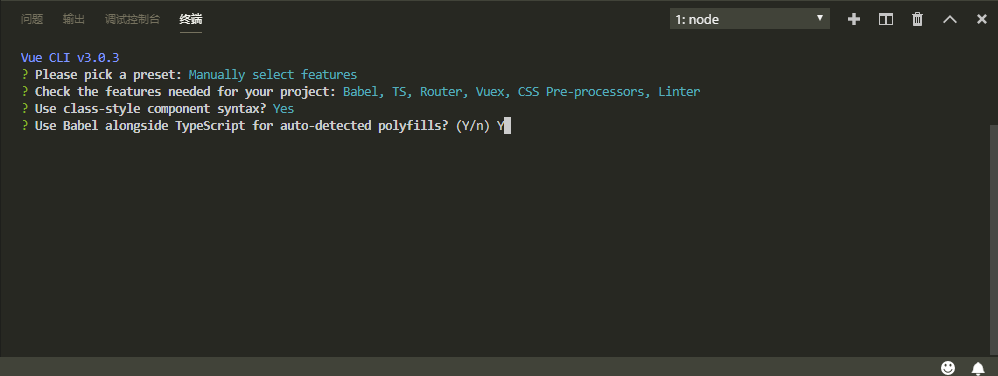 问题 输出 调试控制台 终端 1: node
Vue CLI v3.0.3
? Please pick a preset: Manually select features
? Check the features needed for your project: Babel, TS, Router, Vuex, CSS Pre-processors, Linter
? Use class-style component syntax? Yes
? Use Babel alongside TypeScript for auto-detected polyfills? (Y/n) Y